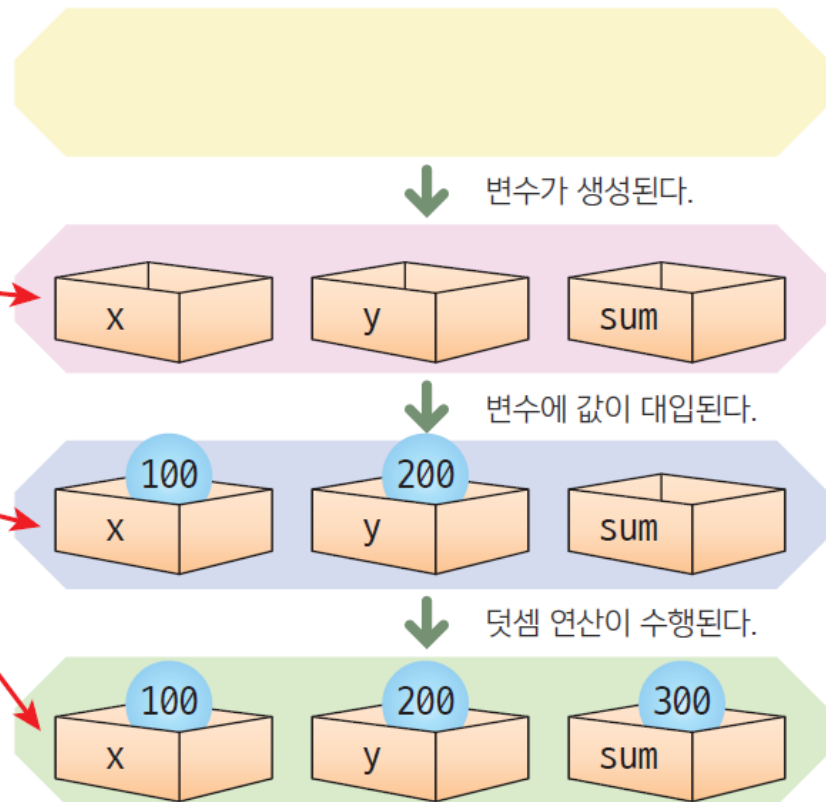 변수가 생성된다.
x y sum
변수에 값이 대입된다.
100 200
x y sum
덧셈 연산이 수행된다.
100 200 300
x y sum